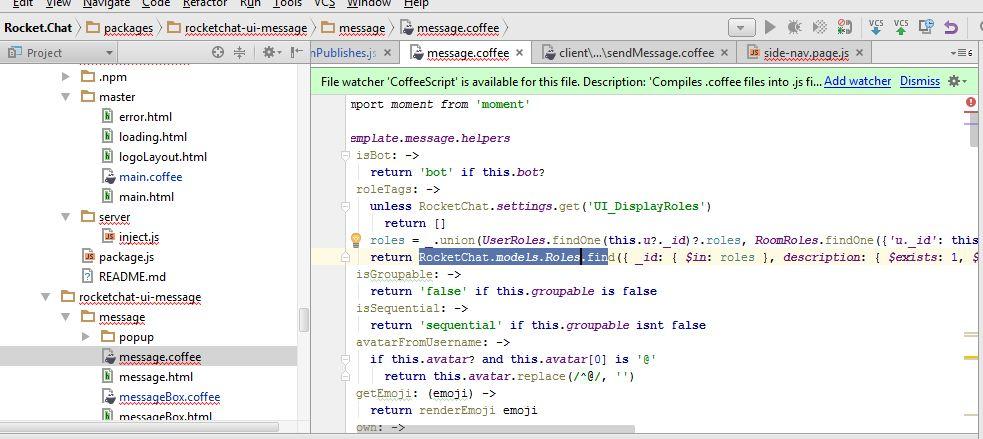 Edit View Navigate Code Refactor Run Tools VCS Window Help
Rocket.Chat packages rocketchat-ui-message message message.coffee
VCS VCS
Project
nPublishes.js message.coffee client\...\sendMessage.coffee side-nav.page.js
6
File watcher 'CoffeeScript' is available for this file. Description: 'Compiles .coffee files into .js fi... Add watcher Dismiss
.npm
master
error.html
loading.html
logoLayout.html
main.coffee
main.html
server
inject.js
package.js
README.md
rocketchat-ui-message
message
popup
message.coffee
message.html
messageBox.coffee
messageBox.html
mport moment from 'moment'
emplate.message.helpers
isBot: ->
return 'bot' if this.bot?
roleTags: ->
unless RocketChat.settings.get('UI_DisplayRoles')
return []
roles = _.union(UserRoles.findOne(this.u?._id)?.roles, RoomRoles.findOne({'u._id': this
return RocketChat.models.Roles.find({ _id: { $in: roles }, description: { $exists: 1, $
isGroupable: ->
return 'false' if this.groupable is false
isSequential: ->
return 'sequential' if this.groupable isnt false
avatarFromUsername: ->
if this.avatar? and this.avatar[0] is '@'
return this.avatar.replace(/^@/, '')
getEmoji: (emoji) ->
return renderEmoji emoji
own: ->